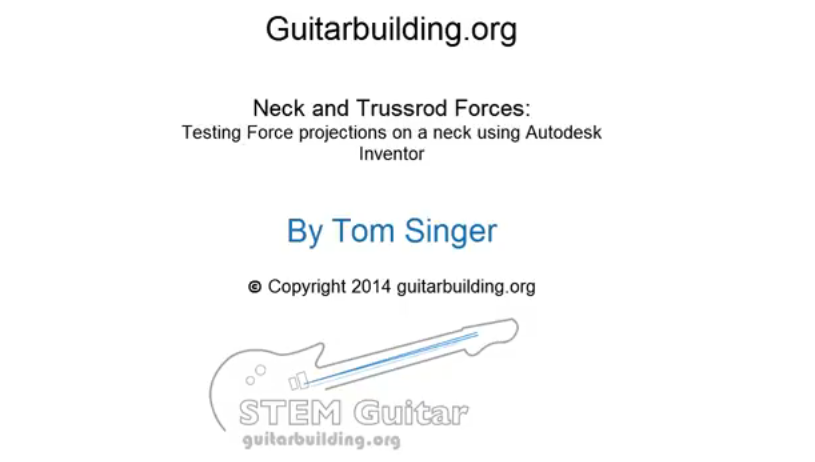 Guitarbuilding.org
Neck and Trussrod Forces:
Testing Force projections on a neck using Autodesk
Inventor
By Tom Singer
© Copyright 2014 guitarbuilding.org
STEM Guitar
guitarbuilding.org